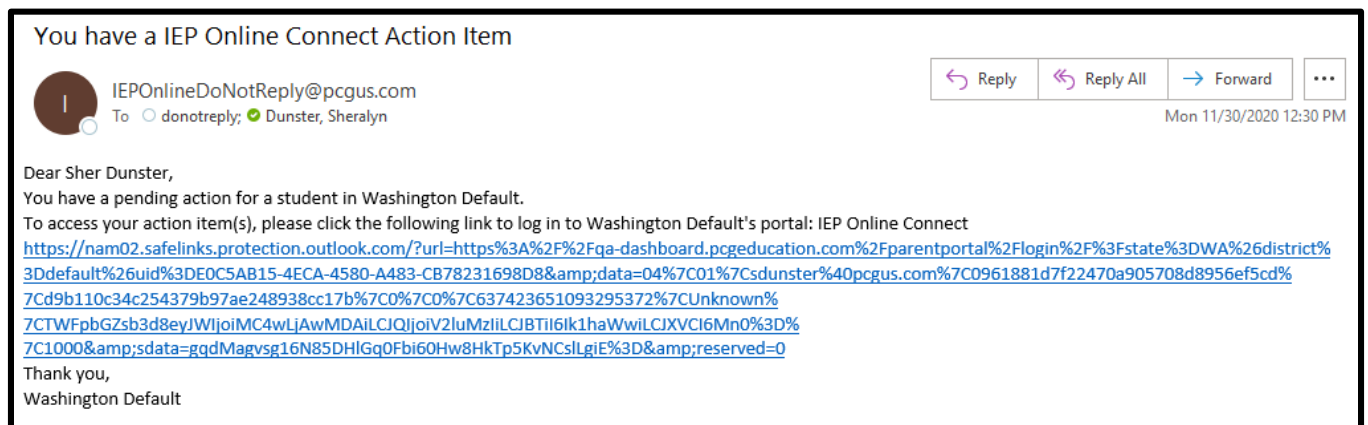 You have a IEP Online Connect Action Item
I
IEPOnlineDoNotReply@pcgus.com
To donotreply; Dunster, Sheralyn
Reply
Reply All
Forward
...
Mon 11/30/2020 12:30 PM
Dear Sher Dunster,
You have a pending action for a student in Washington Default.
To access your action item(s), please click the following link to log in to Washington Default's portal: IEP Online Connect
https://nam02.safelinks.protection.outlook.com/?url=https%3A%2F%2Fqa-dashboard.pcgeducation.com%2Fparentportal%2Flogin%2F%3Fstate%3DWA%26district%
3Ddefault%26uid%3DE0C5AB15-4ECA-4580-A483-CB78231698D8&amp;data=04%7C01%7Csdunster%40pcgus.com%7C0961881d7f22470a905708d8956ef5cd%
7Cd9b110c34c254379b97ae248938cc17b%7C0%7C0%7C637423651093295372%7CUnknown%
7CTWFpbGZsb3d8eyJWIjoiMC4wLjAwMDAiLCJQIjoiV2luMzIiLCJBTiI6Ik1haWwiLCJXVCI6Mn0%3D%
7C1000&amp;sdata=gqdMagvsg16N85DHlGq0Fbi60Hw8HkTp5KvNCslLgiE%3D&amp;reserved=0
Thank you,
Washington Default